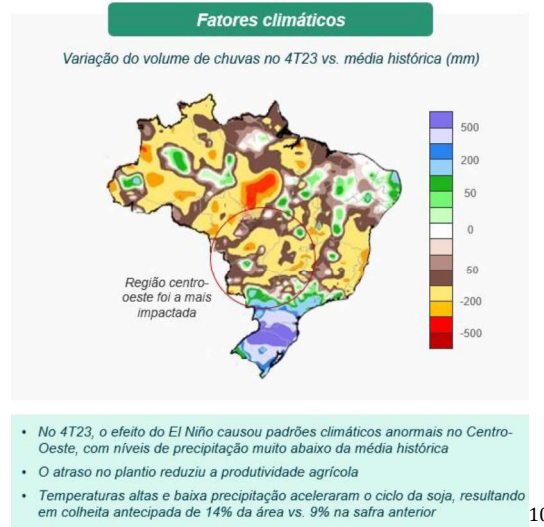 Fatores climáticos
Variação do volume de chuvas no 4T23 vs. média histórica (mm)
500
200
50
0
50
-200
-500
Região centro-
oeste foi a mais
impactada
• No 4T23, o efeito do El Niño causou padrões climáticos anormais no Centro-
Oeste, com níveis de precipitação muito abaixo da média histórica
• O atraso no plantio reduziu a produtividade agrícola
• Temperaturas altas e baixa precipitação aceleraram o ciclo da soja, resultando
em colheita antecipada de 14% da área vs. 9% na safra anterior